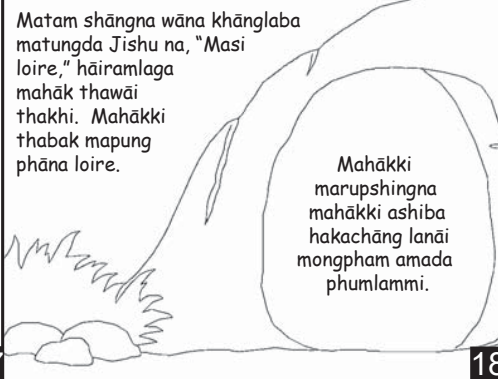 Matam shāngna wāna khānglaba
matungda Jishu na, “Masi
loire,” hāiramlaga
mahāk thawāi
thakhi. Mahākki
thabak mapung
phāna loire.
Mahākki
marupshingna
mahākki ashiba
hakachāng lanāi
mongpham amada
phumlammi.
18